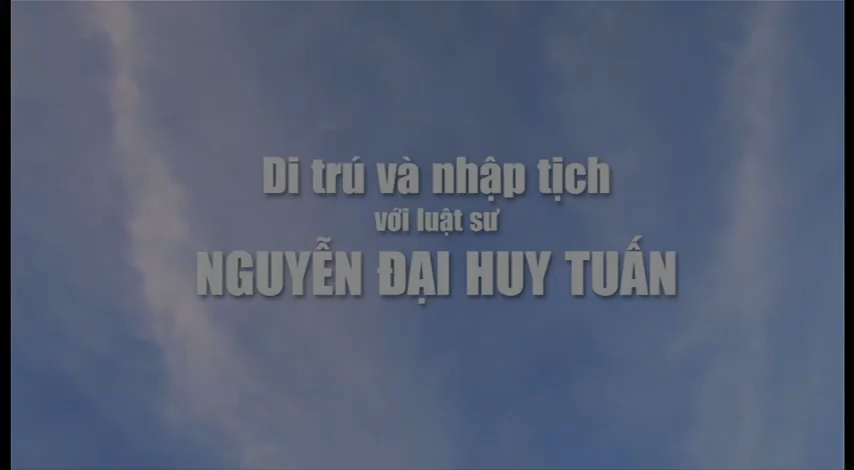 Di trú và nhập tịch
với luật sư
NGUYỄN ĐẠI HUY TUẤN